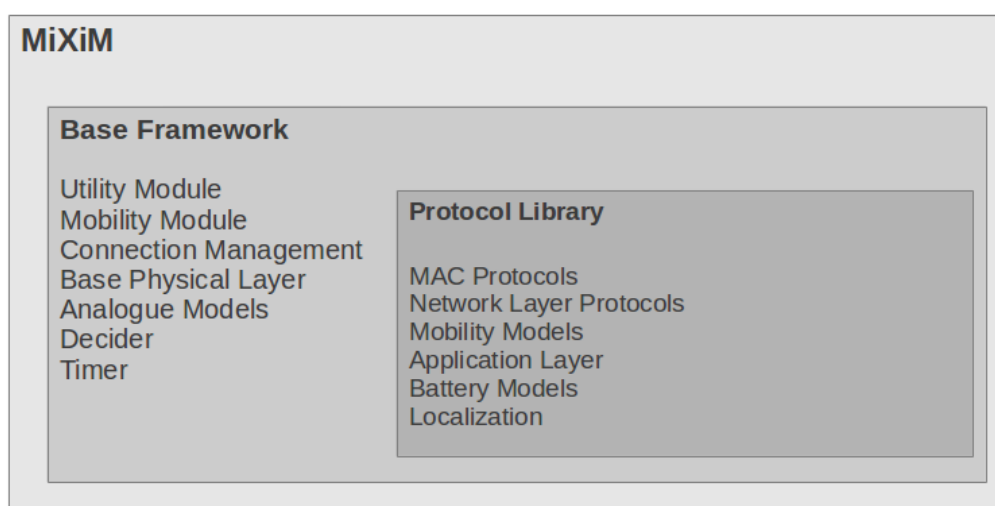 MiXiM
Base Framework
Utility Module
Mobility Module
Connection Management
Base Physical Layer
Analogue Models
Decider
Timer
Protocol Library
MAC Protocols
Network Layer Protocols
Mobility Models
Application Layer
Battery Models
Localization